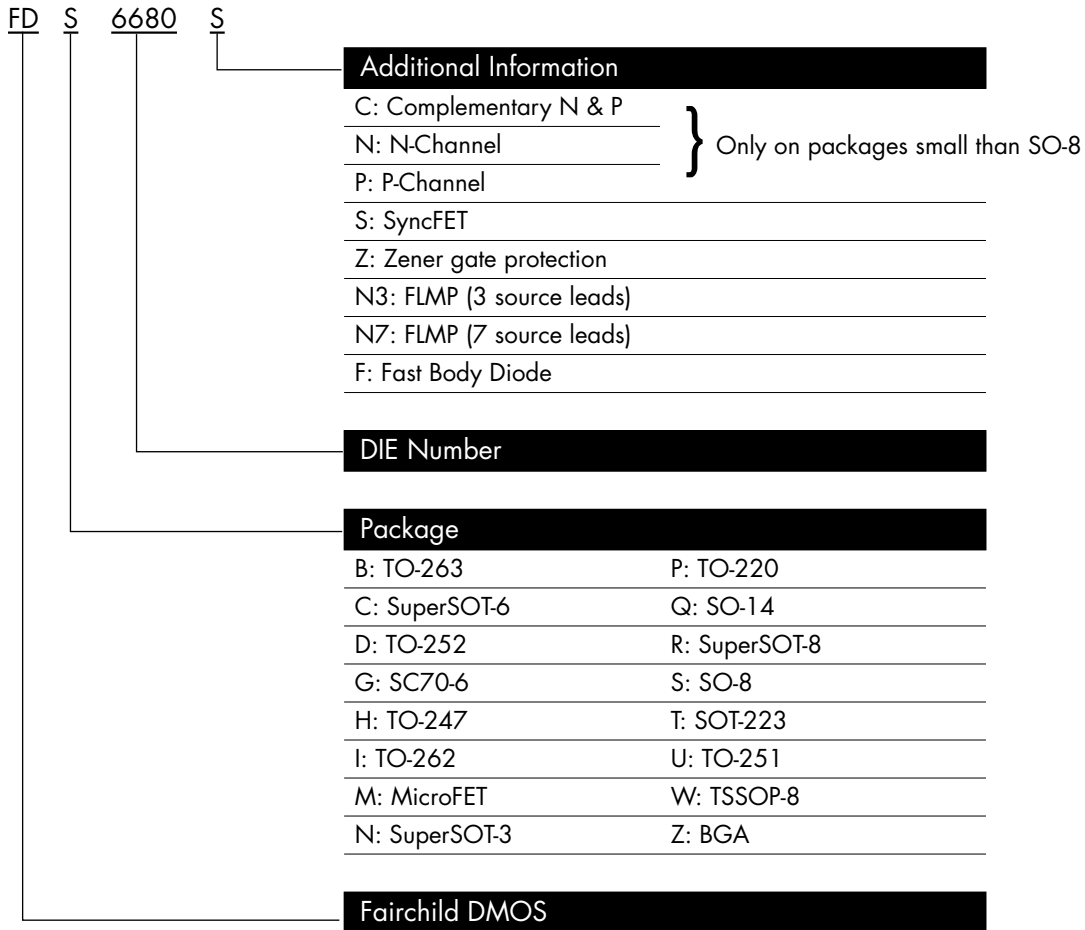 FD S 6680 S
Additional Information
C: Complementary N & P
N: N-Channel
P: P-Channel
Only on packages small than SO-8
S: SyncFET
Z: Zener gate protection
N3: FLMP (3 source leads)
N7: FLMP (7 source leads)
F: Fast Body Diode
DIE Number
Package
B: TO-263 P: TO-220
C: SuperSOT-6 Q: SO-14
D: TO-252 R: SuperSOT-8
G: SC70-6 S: SO-8
H: TO-247 T: SOT-223
I: TO-262 U: TO-251
M: MicroFET W: TSSOP-8
N: SuperSOT-3 Z: BGA
Fairchild DMOS